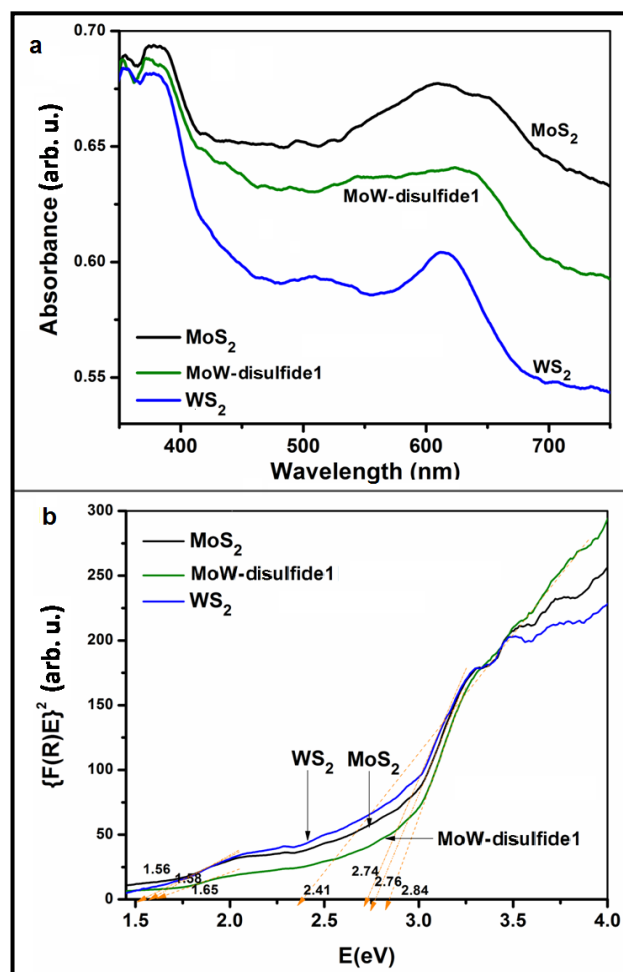 a
0.70
0.65
0.60
0.55
Absorbance (arb. u.)
MoS2
MoW-disulfide1
WS2
MoS2
MoW-disulfide1
WS2
400 500 600 700
Wavelength (nm)
b
300
250
200
150
100
50
0
{F(R)E}2 (arb. u.)
MoS2
MoW-disulfide1
WS2
WS2 MoS2
MoW-disulfide1
1.56
1.58
1.65
2.41
2.74
2.76
2.84
1.5 2.0 2.5 3.0 3.5 4.0
E(eV)